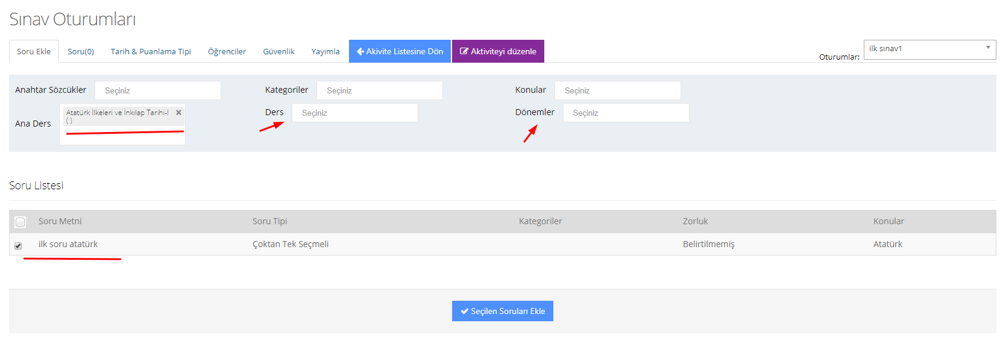 Sınav Oturumları
Soru Ekle Soru(0) Tarih & Puanlama Tipi Öğrenciler Güvenlik Yayımla Akivite Listesine Dön Aktiviteyi düzenle Oturumlar: ilk sınav1
Anahtar Sözcükler Seçiniz Kategoriler Seçiniz Konular Seçiniz
Ana Ders Atatürk İlkeleri ve İnkılap Tarihi-I
( )
Ders Seçiniz Dönemler Seçiniz
Soru Listesi
Soru Metni Soru Tipi Kategoriler Zorluk Konular
ilk soru atatürk Çoktan Tek Seçmeli Belirtilmemiş Atatürk
Seçilen Soruları Ekle